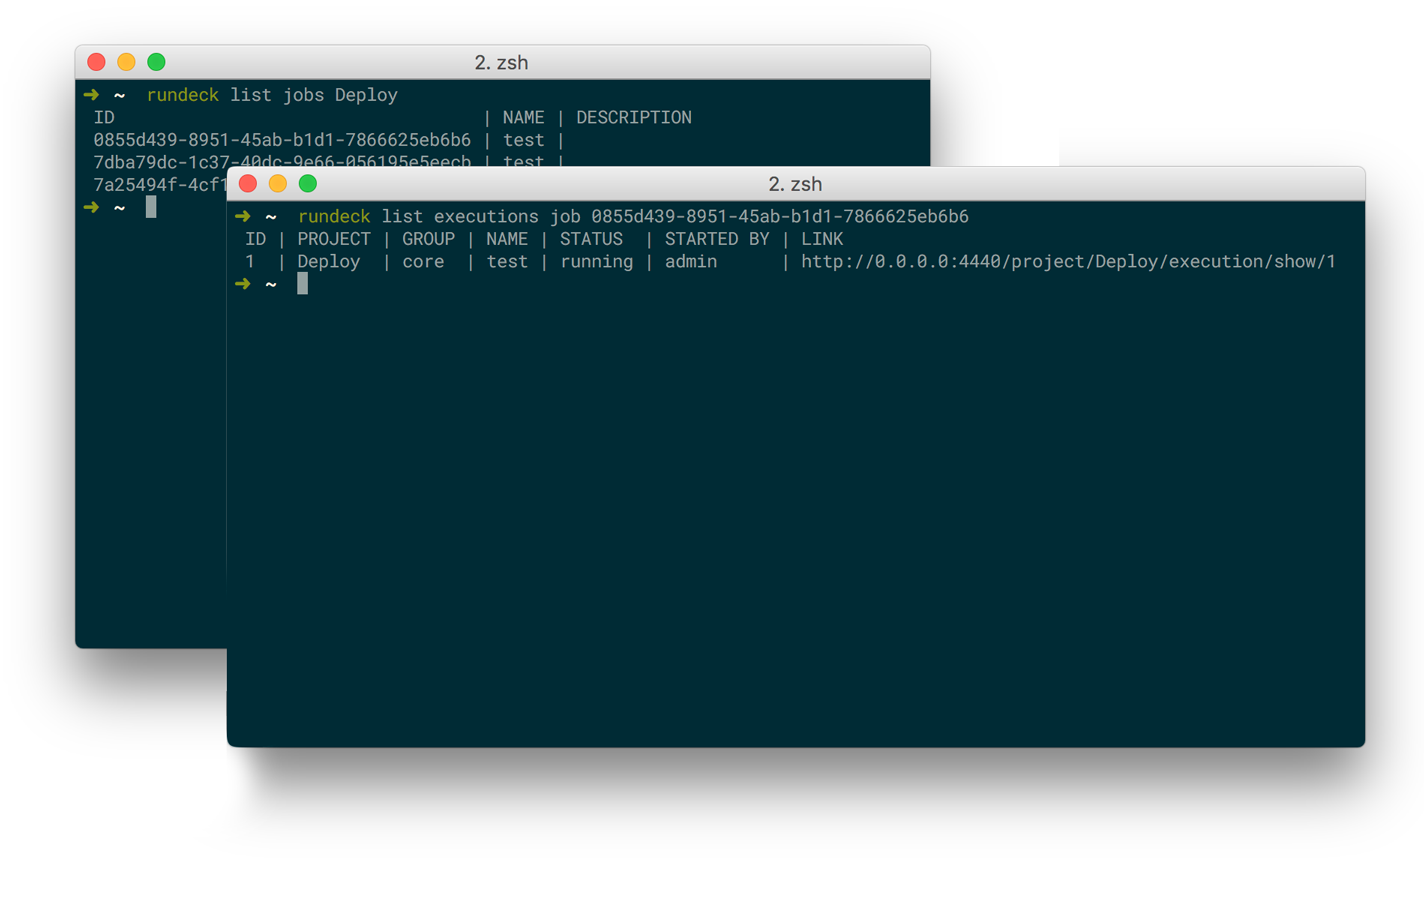 2. zsh
➜ ~ rundeck list jobs Deploy
ID | NAME | DESCRIPTION
0855d439-8951-45ab-b1d1-7866625eb6b6 | test |
7dba79dc-1c37-40dc-9e66-056195e5eecb | test |
7a25494f-4cf1
➜ ~
2. zsh
➜ ~ rundeck list executions job 0855d439-8951-45ab-b1d1-7866625eb6b6
ID | PROJECT | GROUP | NAME | STATUS | STARTED BY | LINK
1 | Deploy | core | test | running | admin | http://0.0.0.0:4440/project/Deploy/execution/show/1
➜ ~